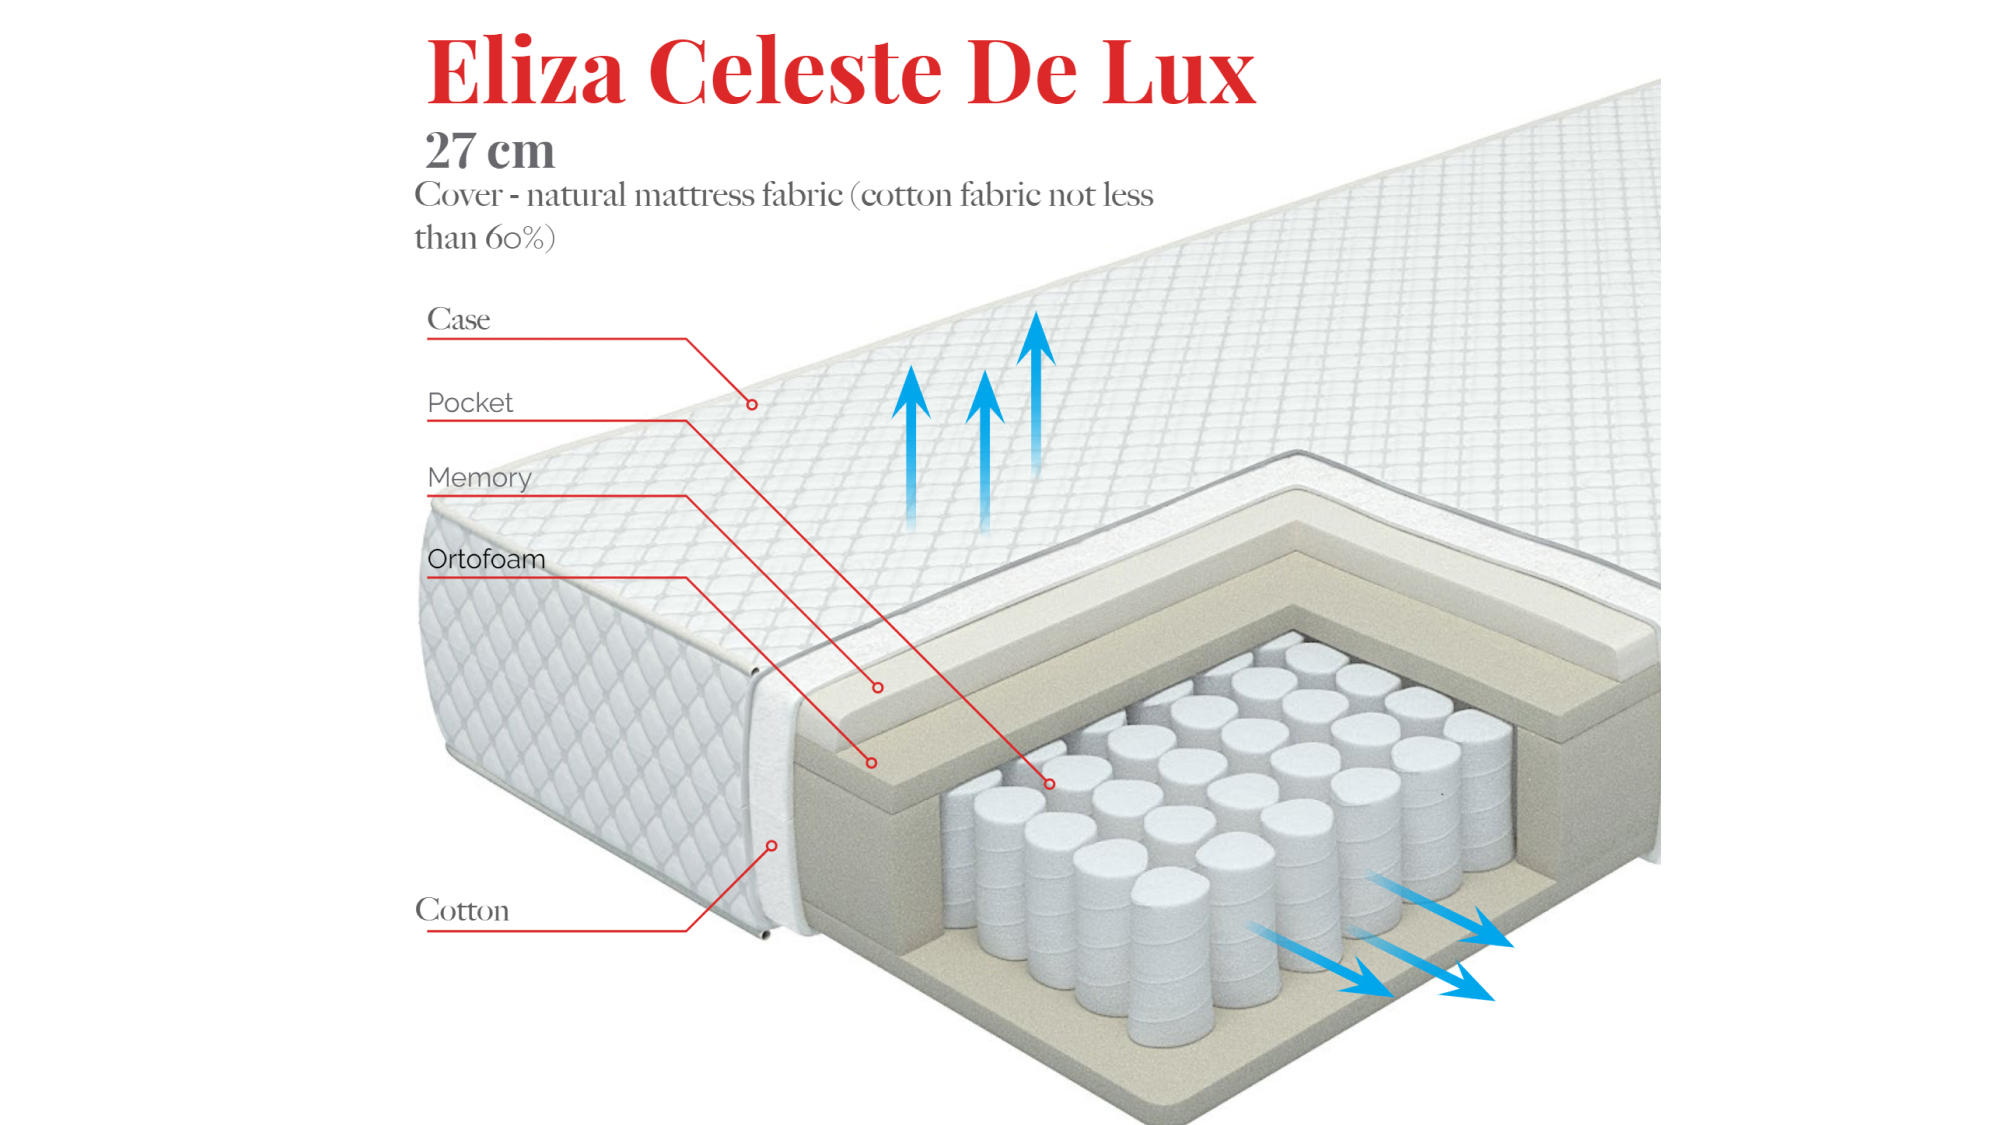 Eliza Celeste De Lux
27 cm
Cover - natural mattress fabric (cotton fabric not less
than 60%)
Case
Pocket
Memory
Ortofoam
Cotton